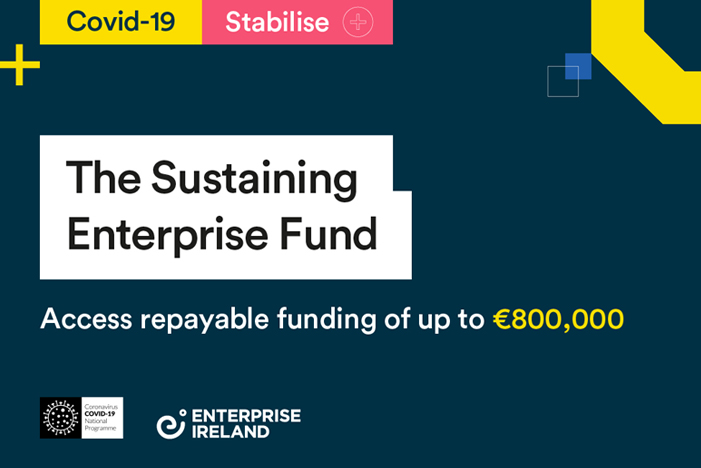 Covid-19
Stabilise
The Sustaining
Enterprise Fund
Access repayable funding of up to €800,000
Coronavirus
COVID-19
National
Programme
ENTERPRISE
IRELAND